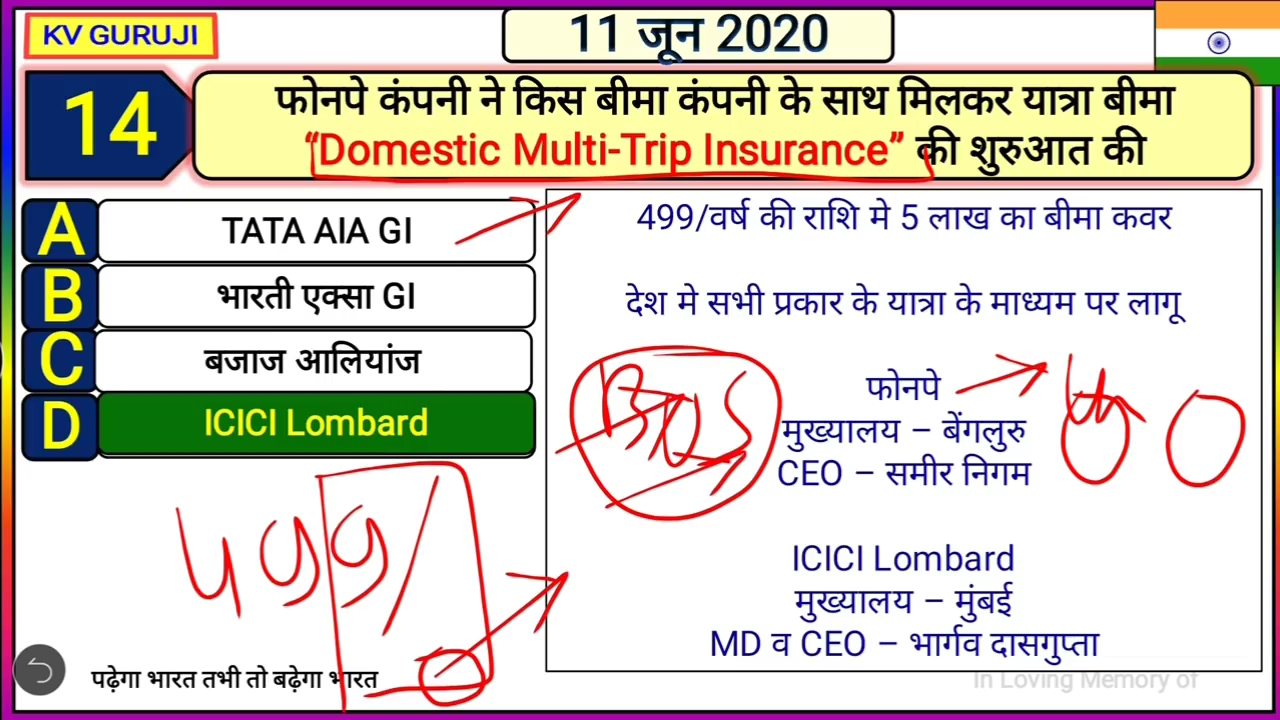 KV GURUJI
11 जून 2020
14
फोनपे कंपनी ने किस बीमा कंपनी के साथ मिलकर यात्रा बीमा
“Domestic Multi-Trip Insurance” की शुरुआत की
A TATA AIA GI
B भारती एक्सा GI
C बजाज आलियांज
D ICICI Lombard
499/वर्ष की राशि मे 5 लाख का बीमा कवर
देश मे सभी प्रकार के यात्रा के माध्यम पर लागू
फोनपे
मुख्यालय – बेंगलुरु
CEO – समीर निगम
ICICI Lombard
मुख्यालय – मुंबई
MD व CEO – भार्गव दासगुप्ता
499/
पढ़ेगा भारत तभी तो बढ़ेगा भारत
In Loving Memory of